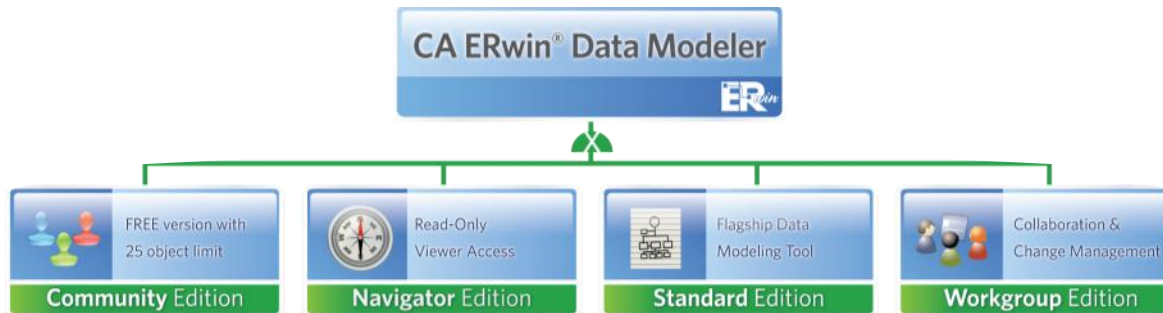 CA ERwin® Data Modeler
ERwin
X
FREE version with
25 object limit
Community Edition
Read-Only
Viewer Access
Navigator Edition
Flagship Data
Modeling Tool
Standard Edition
Collaboration &
Change Management
Workgroup Edition